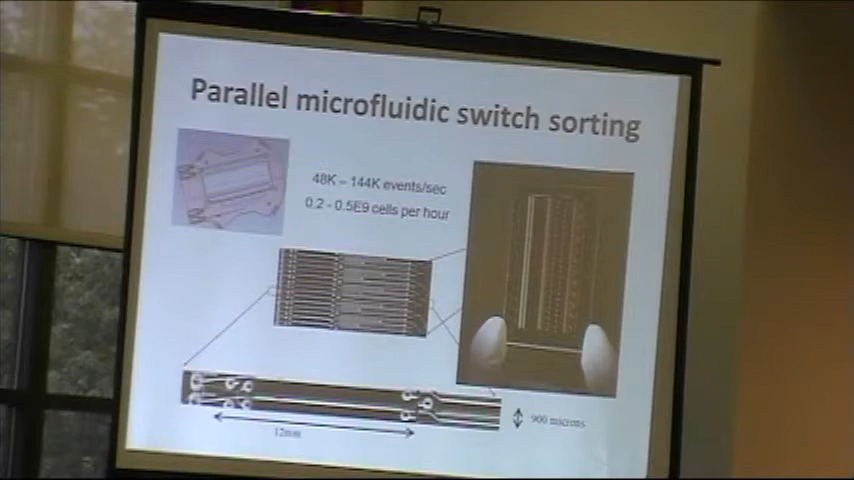 Parallel microfluidic switch sorting
48K – 144K events/sec
0.2 - 0.5E9 cells per hour
900 microns
12mm